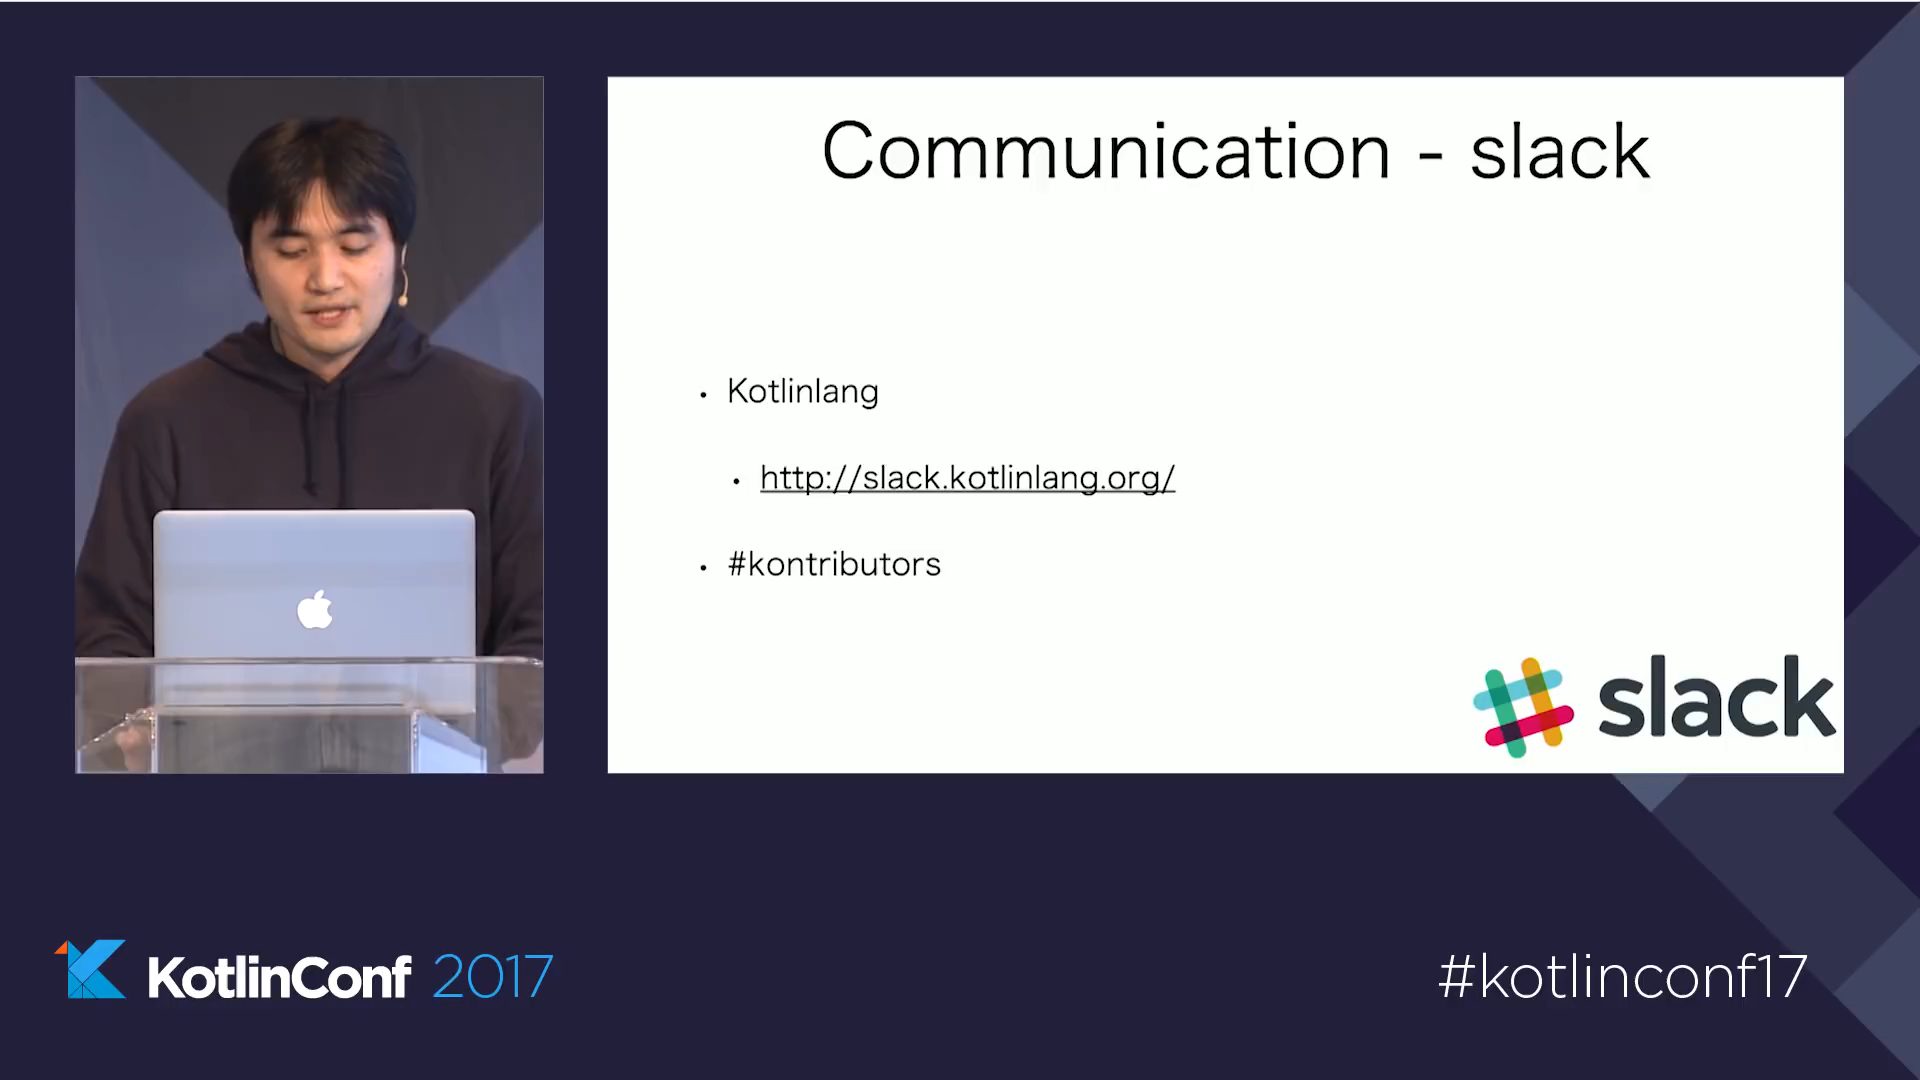 Communication - slack
• Kotlinlang
• http://slack.kotlinlang.org/
• #kontributors
slack
KotlinConf 2017
#kotlinconf17